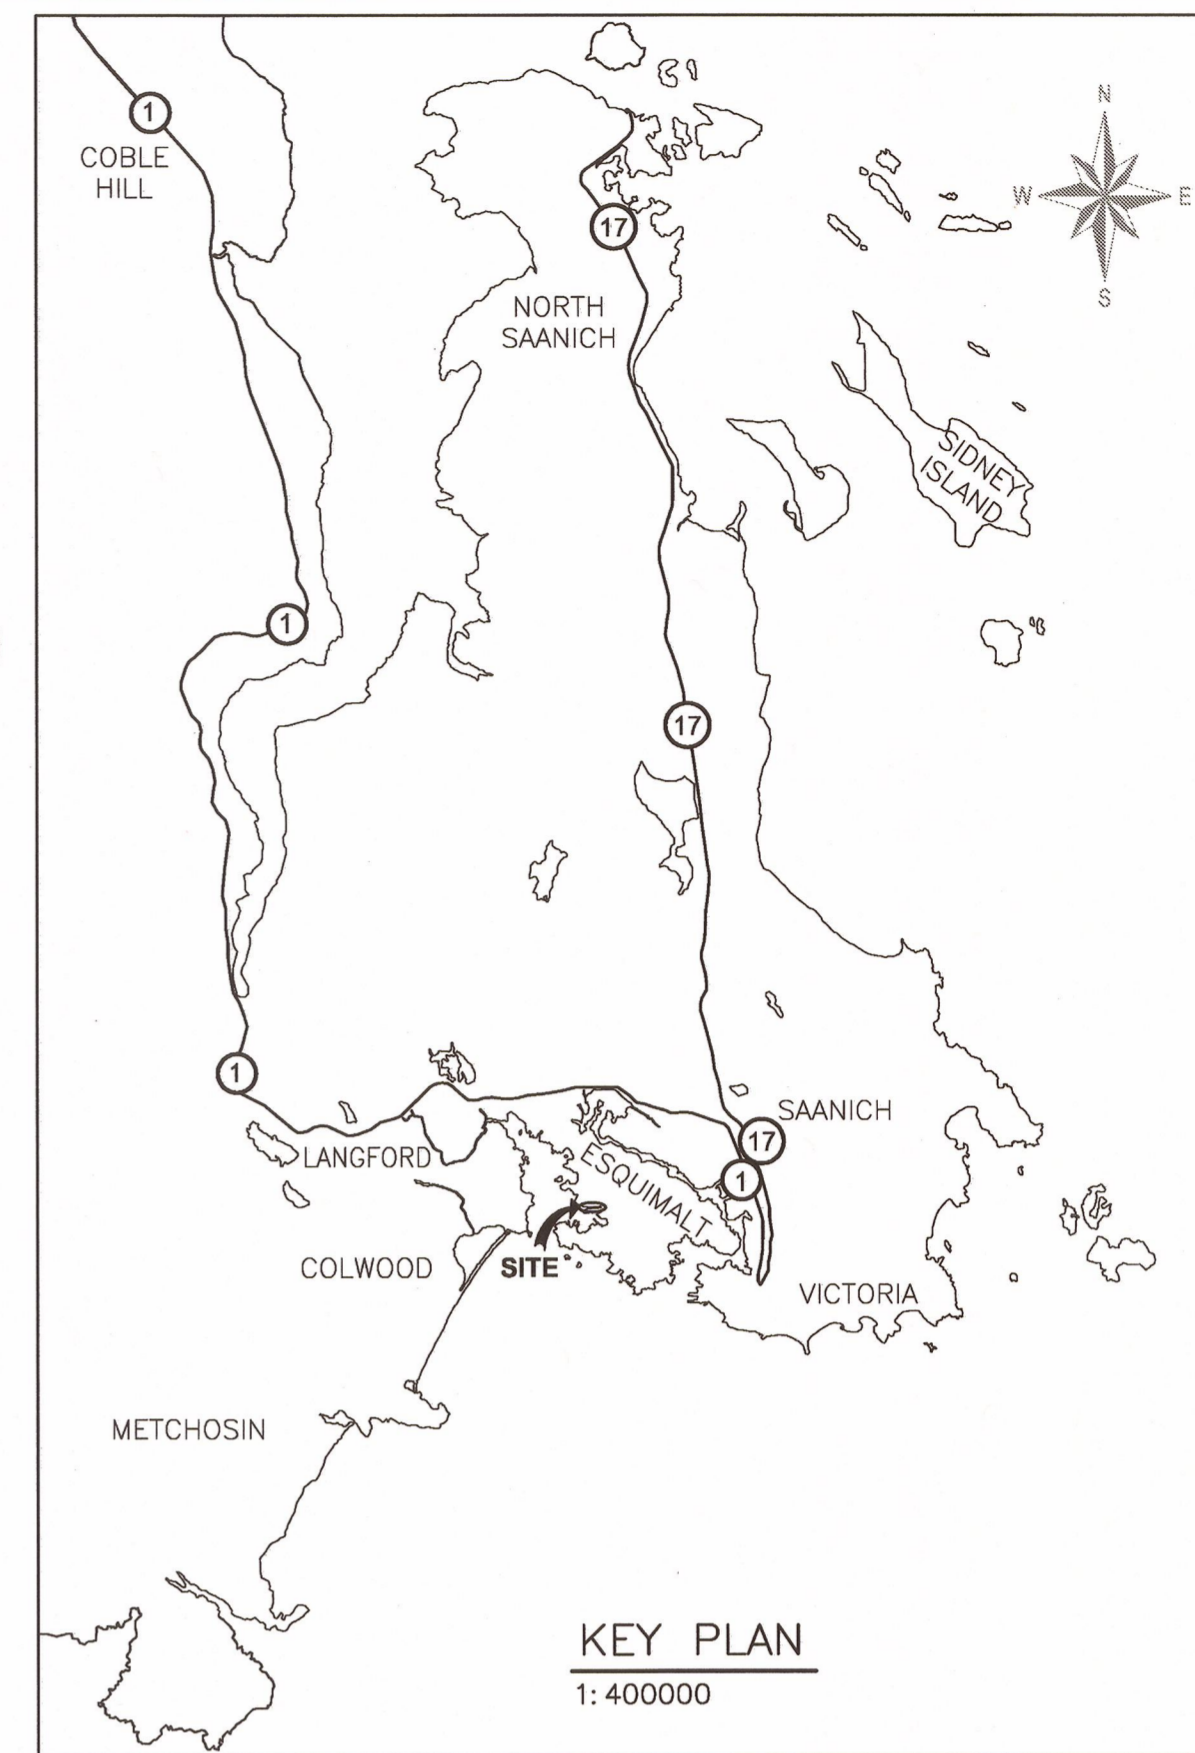 1
COBLE
HILL
N
W
E
S
17
NORTH
SAANICH
SIDNEY
ISLAND
1
17
1
SAANICH
17
LANGFORD
ESQUIMALT
1
COLWOOD
SITE
VICTORIA
METCHOSIN
KEY PLAN
1: 400000